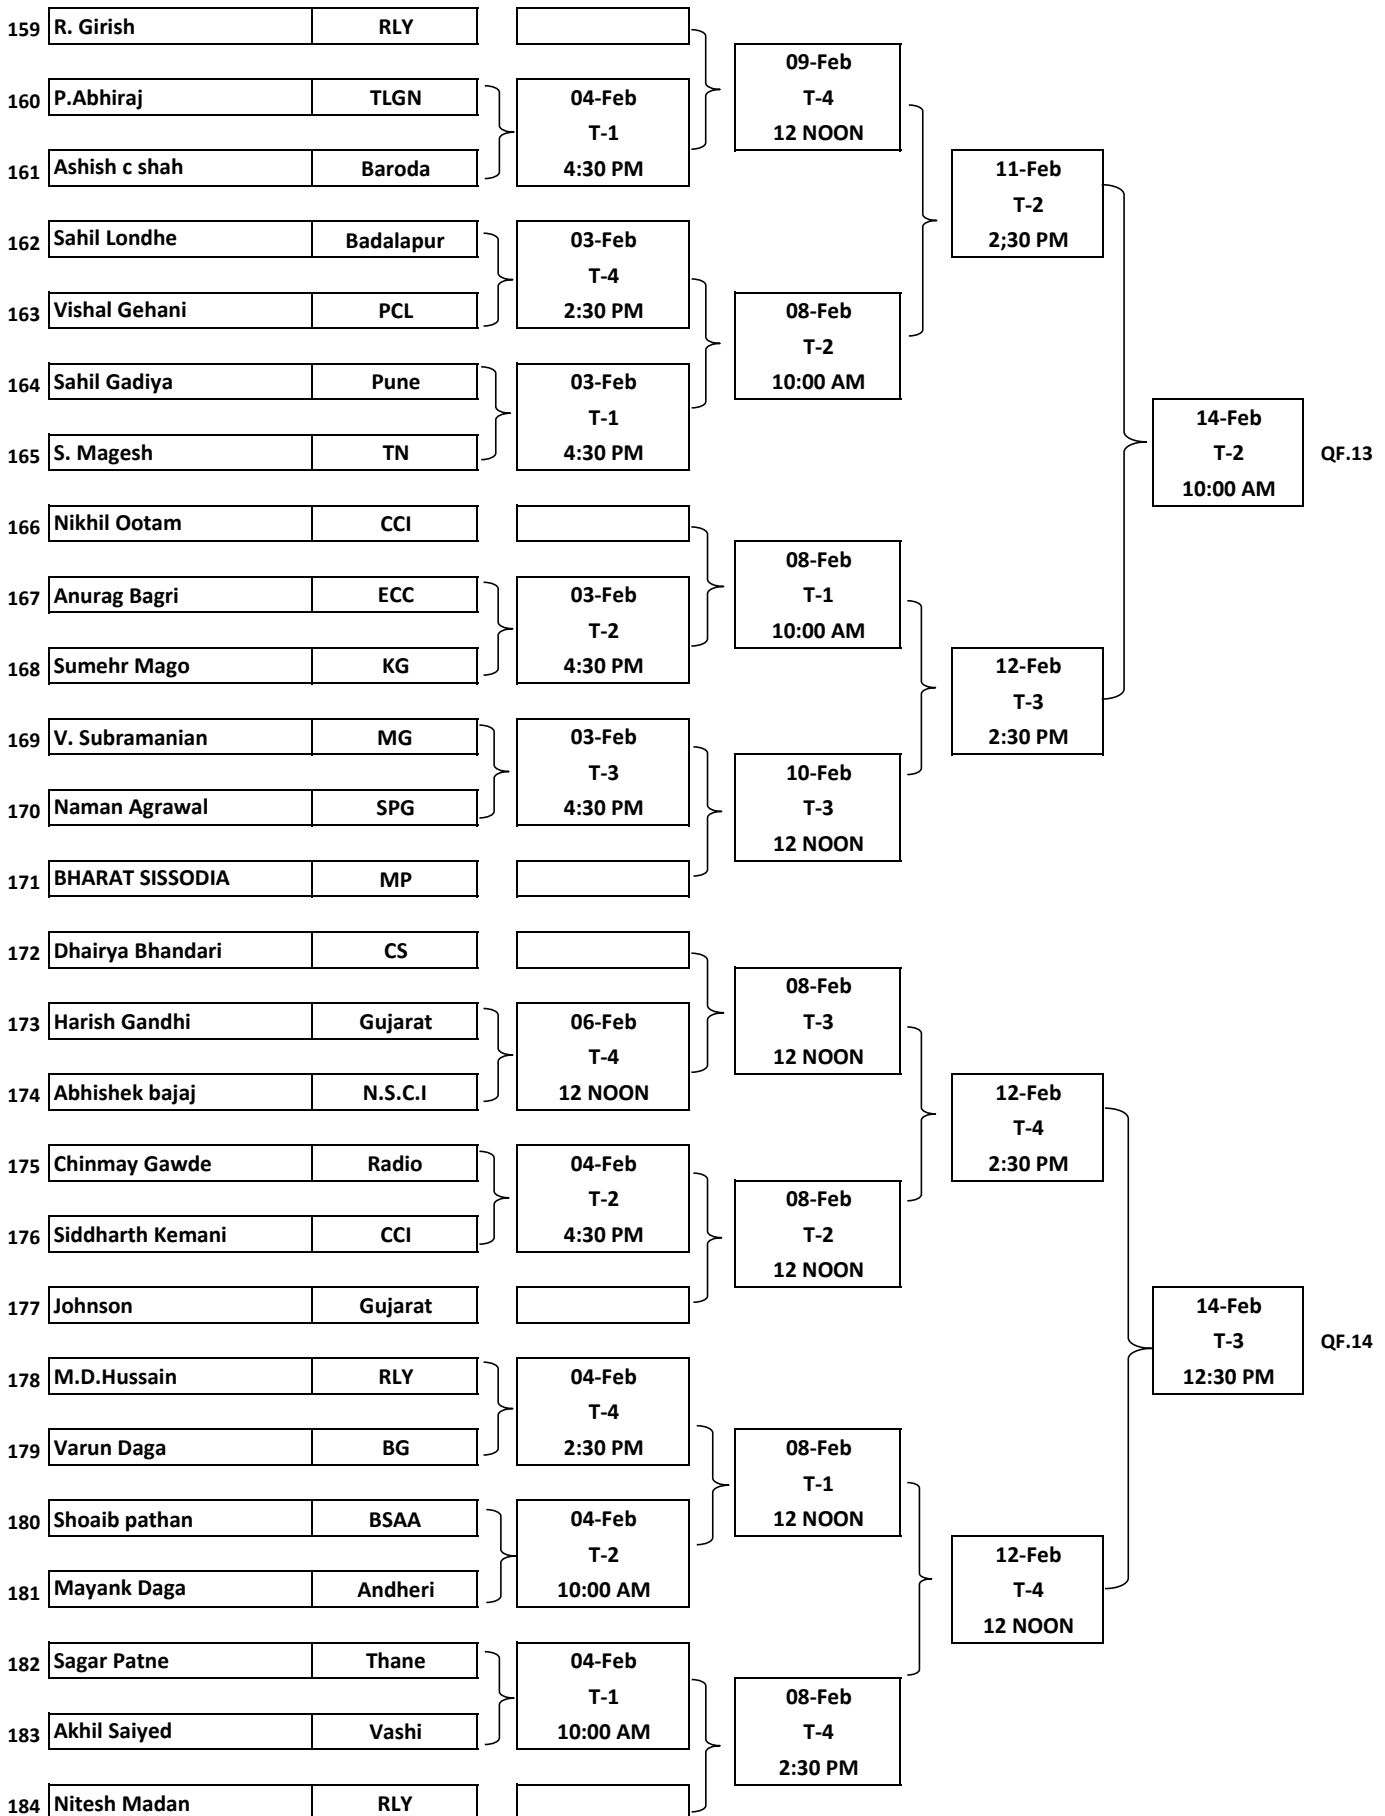 159 R. Girish RLY
09-Feb
160 P.Abhiraj TLGN 04-Feb T-4
T-1 12 NOON
161 Ashish c shah Baroda 4:30 PM 11-Feb
T-2
162 Sahil Londhe Badalapur 03-Feb 2;30 PM
T-4
163 Vishal Gehani PCL 2:30 PM 08-Feb
T-2
164 Sahil Gadiya Pune 03-Feb 10:00 AM
T-1 14-Feb
165 S. Magesh TN 4:30 PM T-2 QF.13
10:00 AM
166 Nikhil Ootam CCI
08-Feb
167 Anurag Bagri ECC 03-Feb T-1
T-2 10:00 AM
168 Sumehr Mago KG 4:30 PM 12-Feb
T-3
169 V. Subramanian MG 03-Feb 2:30 PM
T-3 10-Feb
170 Naman Agrawal SPG 4:30 PM T-3
12 NOON
171 BHARAT SISSODIA MP
172 Dhairya Bhandari CS
08-Feb
173 Harish Gandhi Gujarat 06-Feb T-3
T-4 12 NOON
174 Abhishek bajaj N.S.C.I 12 NOON 12-Feb
T-4
175 Chinmay Gawde Radio 04-Feb 2:30 PM
T-2 08-Feb
176 Siddharth Kemani CCI 4:30 PM T-2
12 NOON
177 Johnson Gujarat 14-Feb
T-3 QF.14
178 M.D.Hussain RLY 04-Feb 12:30 PM
T-4
179 Varun Daga BG 2:30 PM 08-Feb
T-1
180 Shoaib pathan BSAA 04-Feb 12 NOON
T-2 12-Feb
181 Mayank Daga Andheri 10:00 AM T-4
12 NOON
182 Sagar Patne Thane 04-Feb
T-1 08-Feb
183 Akhil Saiyed Vashi 10:00 AM T-4
2:30 PM
184 Nitesh Madan RLY